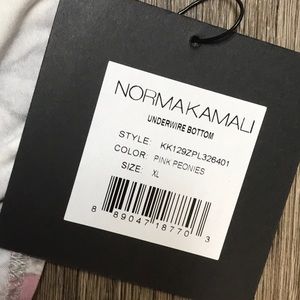 NORMAKAMALI
UNDERWIRE BOTTOM
STYLE: KK129ZPL326401
COLOR: PINK PEONIES
SIZE: XL
8 89047 18770 3